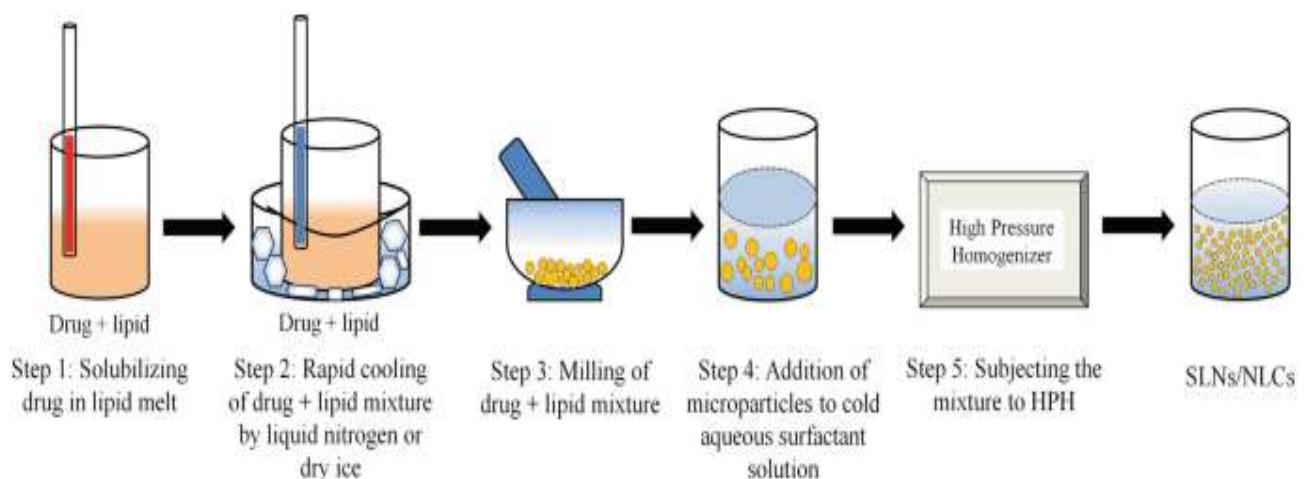 Drug + lipid
Step 1: Solubilizing
drug in lipid melt
Drug + lipid
Step 2: Rapid cooling
of drug + lipid mixture
by liquid nitrogen or
dry ice
Step 3: Milling of
drug + lipid mixture
Step 4: Addition of
microparticles to cold
aqueous surfactant
solution
High Pressure
Homogenizer
Step 5: Subjecting the
mixture to HPH
SLNs/NLCs